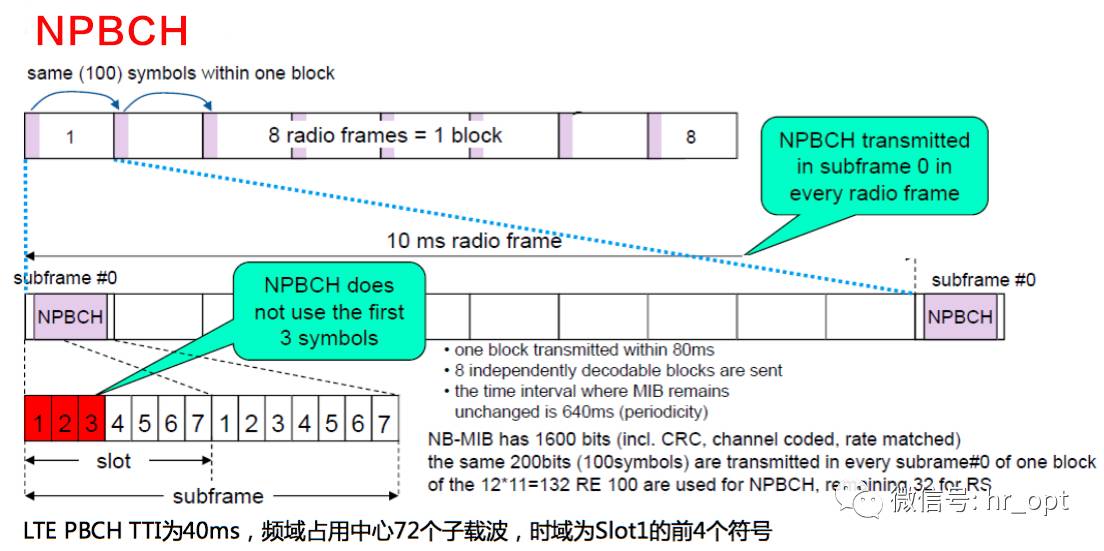 NPBCH
same (100) symbols within one block
1
8 radio frames = 1 block
8
NPBCH transmitted
in subframe 0 in
every radio frame
10 ms radio frame
subframe #0
subframe #0
NPBCH does
not use the first
3 symbols
NPBCH
NPBCH
• one block transmitted within 80ms
• 8 independently decodable blocks are sent
• the time interval where MIB remains
unchanged is 640ms (periodicity)
1 2 3 4 5 6 7 1 2 3 4 5 6 7
NB-MIB has 1600 bits (incl. CRC, channel coded, rate matched)
the same 200bits (100symbols) are transmitted in every subrame#0 of one block
of the 12*11=132 RE 100 are used for NPBCH, remaining 32 for RS
slot
subframe
微信号: hr_opt
LTE PBCH TTI为40ms，频域占用中心72个子载波，时域为Slot1的前4个符号